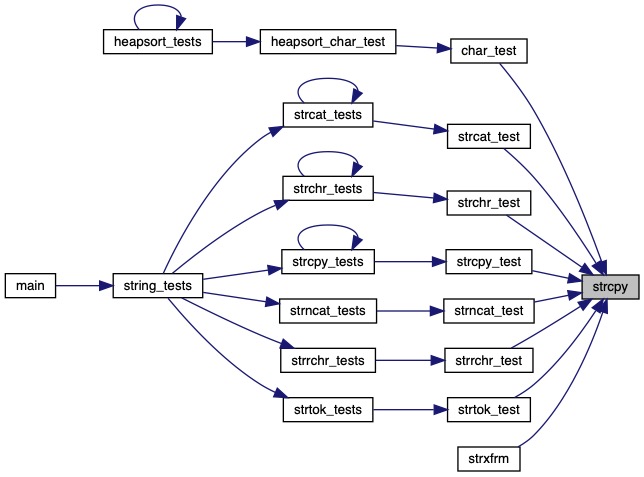 heapsort_tests
heapsort_char_test
char_test
strcat_tests
strcat_test
strchr_tests
strchr_test
strcpy_tests
strcpy_test
main
string_tests
strcpy
strncat_tests
strncat_test
strrchr_tests
strrchr_test
strtok_tests
strtok_test
strxfrm